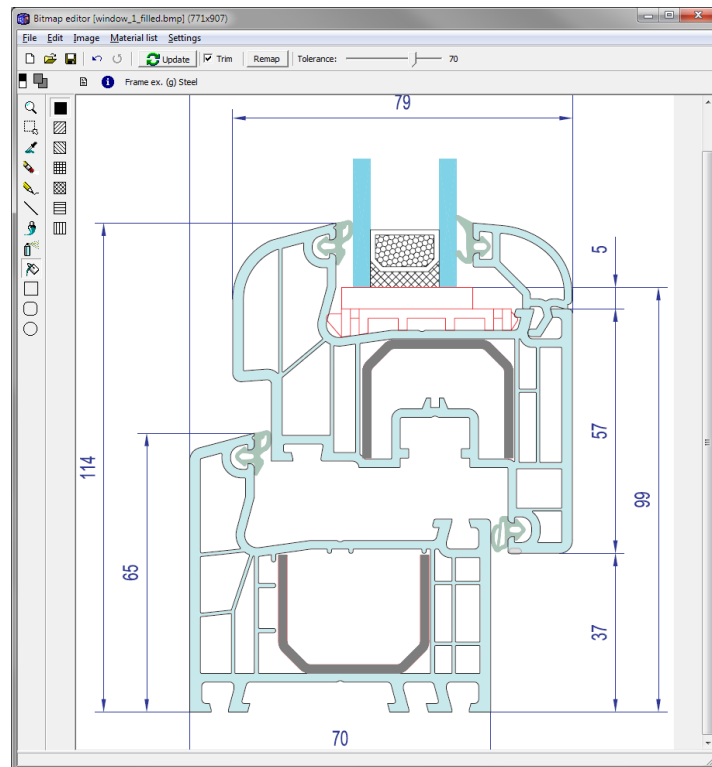 Bitmap editor [window_1_filled.bmp] (771x907)
File Edit Image Material list Settings
Update Trim Remap Tolerance: 70
Frame ex. (g) Steel
79
5
114
57
99
65
37
70